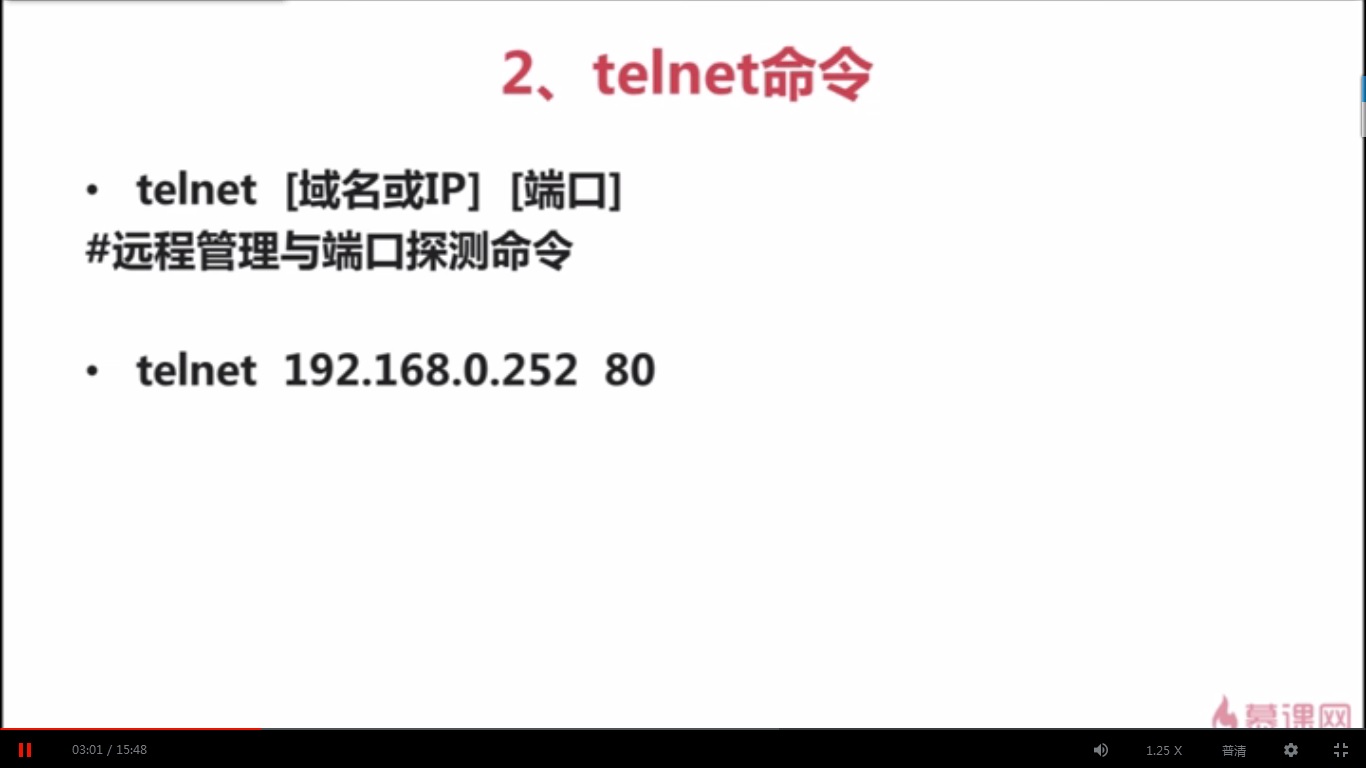 2、telnet命令
• telnet [域名或IP] [端口]
#远程管理与端口探测命令
• telnet 192.168.0.252 80
慕课网
03:01 / 15:48
1.25 X
普清